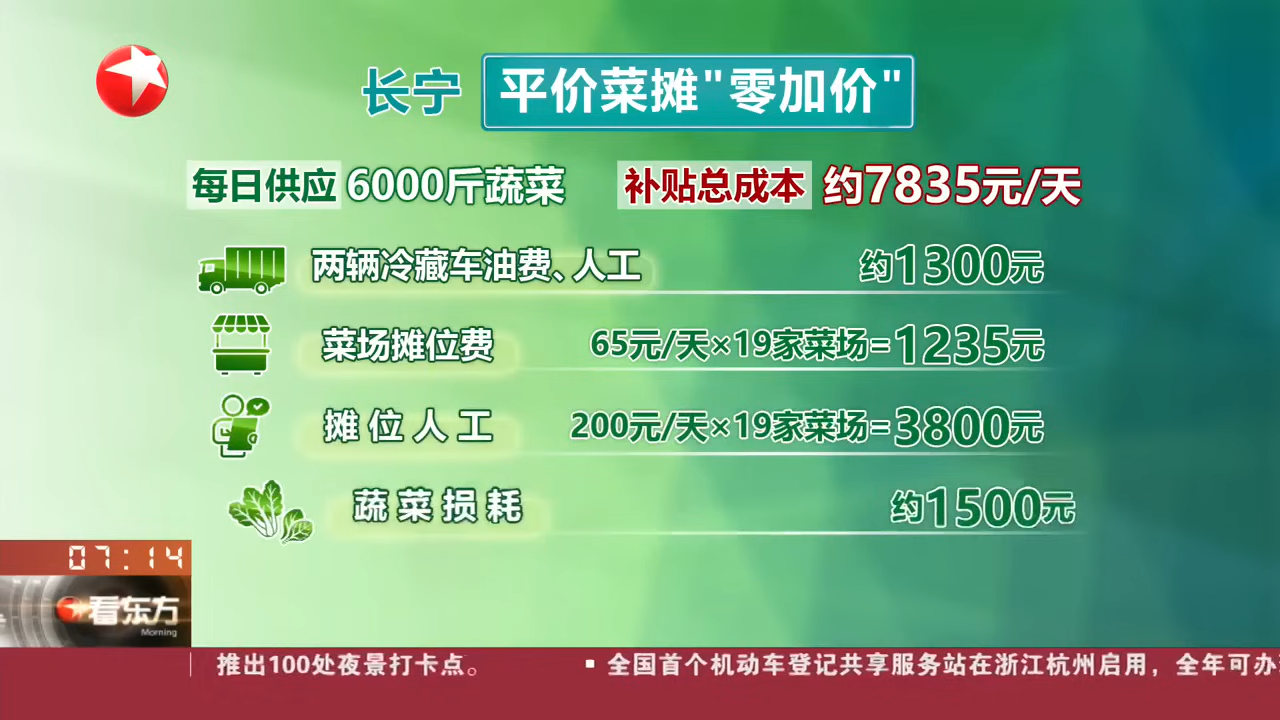 长宁 平价菜摊"零加价"
每日供应 6000斤蔬菜 补贴总成本 约7835元/天
两辆冷藏车油费、人工 约1300元
菜场摊位费 65元/天×19家菜场=1235元
摊位人工 200元/天×19家菜场=3800元
蔬菜损耗 约1500元
07:14
看东方
Morning
推出100处夜景打卡点。 ▪ 全国首个机动车登记共享服务站在浙江杭州启用，全年可办